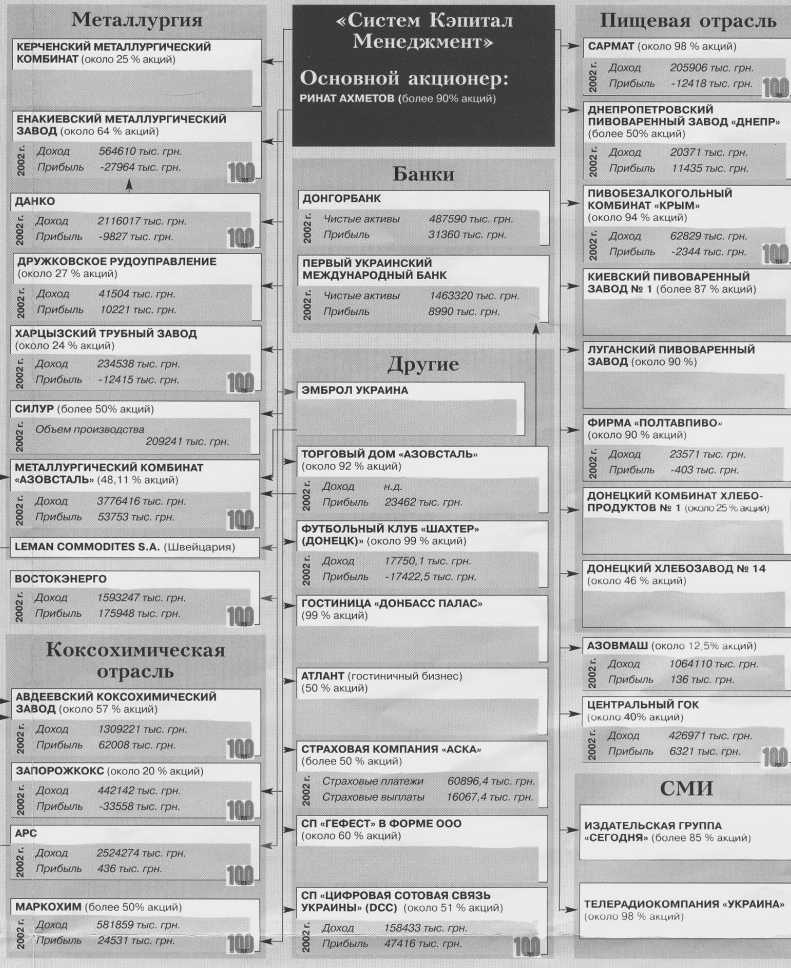 Металлургия
КЕРЧЕНСКИЙ МЕТАЛЛУРГИЧЕСКИЙ
КОМБИНАТ (около 25 % акций)
ЕНАКИЕВСКИЙ МЕТАЛЛУРГИЧЕСКИЙ
ЗАВОД (около 64 % акций)
2002 г.
Доход 564610 тыс. грн.
Прибыль -27964 тыс. грн.
100
ДАНКО
2002 г.
Доход 2116017 тыс. грн.
Прибыль -9827 тыс. грн.
100
ДРУЖКОВСКОЕ РУДОУПРАВЛЕНИЕ
(около 27 % акций)
2002 г.
Доход 41504 тыс. грн.
Прибыль 10221 тыс. грн.
ХАРЦЫЗСКИЙ ТРУБНЫЙ ЗАВОД
(около 24 % акций)
2002 г.
Доход 234538 тыс. грн.
Прибыль -12415 тыс. грн.
100
СИЛУР (более 50% акций)
2002 г.
Объем производства
209241 тыс. грн.
МЕТАЛЛУРГИЧЕСКИЙ КОМБИНАТ
«АЗОВСТАЛЬ» (48,11 % акций)
2002 г.
Доход 3776416 тыс. грн.
Прибыль 53753 тыс. грн.
100
LEMAN COMMODITES S.A. (Швейцария)
ВОСТОКЭНЕРГО
2002 г.
Доход 1593247 тыс. грн.
Прибыль 175948 тыс. грн.
100
Коксохимическая
отрасль
АВДЕЕВСКИЙ КОКСОХИМИЧЕСКИЙ
ЗАВОД (около 57 % акций)
2002 г.
Доход 1309221 тыс. грн.
Прибыль 62008 тыс. грн.
100
ЗАПОРОЖКОКС (около 20 % акций)
2002 г.
Доход 442142 тыс. грн.
Прибыль -33558 тыс. грн.
100
АРС
2002 г.
Доход 2524274 тыс. грн.
Прибыль 436 тыс. грн.
100
МАРКОХИМ (более 50% акций)
2002 г.
Доход 581859 тыс. грн.
Прибыль 24531 тыс. грн.
100
«Систем Кэпитал
Менеджмент»
Основной акционер:
РИНАТ АХМЕТОВ (более 90% акций)
Банки
ДОНГОРБАНК
2002 г.
Чистые активы 487590 тыс. грн.
Прибыль 31360 тыс. грн.
ПЕРВЫЙ УКРАИНСКИЙ
МЕЖДУНАРОДНЫЙ БАНК
2002 г.
Чистые активы 1463320 тыс. грн.
Прибыль 8990 тыс. грн.
Другие
ЭМБРОЛ УКРАИНА
ТОРГОВЫЙ ДОМ «АЗОВСТАЛЬ»
(около 92 % акций)
2002 г.
Доход н.д.
Прибыль 23462 тыс. грн.
ФУТБОЛЬНЫЙ КЛУБ «ШАХТЕР»
(ДОНЕЦК)» (около 99 % акций)
2002 г.
Доход 17750,1 тыс. грн.
Прибыль -17422,5 тыс. грн.
ГОСТИНИЦА «ДОНБАСС ПАЛАС»
(99 % акций)
АТЛАНТ (гостиничный бизнес)
(50 % акций)
СТРАХОВАЯ КОМПАНИЯ «АСКА»
(более 50 % акций)
2002 г.
Страховые платежи 60896,4 тыс. грн.
Страховые выплаты 16067,4 тыс. грн.
СП «ГЕФЕСТ» В ФОРМЕ ООО
(около 60 % акций)
СП «ЦИФРОВАЯ СОТОВАЯ СВЯЗЬ
УКРАИНЫ» (DCC) (около 51 % акций)
2002 г.
Доход 158433 тыс. грн.
Прибыль 47416 тыс. грн.
100
Пищевая отрасль
САРМАТ (около 98 % акций)
2002 г.
Доход 205906 тыс. грн.
Прибыль -12418 тыс. грн.
100
ДНЕПРОПЕТРОВСКИЙ
ПИВОВАРЕННЫЙ ЗАВОД «ДНЕПР»
(более 50% акций)
2002 г.
Доход 20371 тыс. грн.
Прибыль 11435 тыс. грн.
ПИВОБЕЗАЛКОГОЛЬНЫЙ
КОМБИНАТ «КРЫМ»
(около 94 % акций)
2002 г.
Доход 62829 тыс. грн.
Прибыль -2344 тыс. грн.
100
КИЕВСКИЙ ПИВОВАРЕННЫЙ
ЗАВОД № 1 (более 87 % акций)
ЛУГАНСКИЙ ПИВОВАРЕННЫЙ
ЗАВОД (около 90 %)
ФИРМА «ПОЛТАВПИВО»
(около 90 % акций)
2002 г.
Доход 23571 тыс. грн.
Прибыль -403 тыс. грн.
ДОНЕЦКИЙ КОМБИНАТ ХЛЕБО-
ПРОДУКТОВ № 1 (около 25 % акций)
ДОНЕЦКИЙ ХЛЕБОЗАВОД № 14
(около 46 % акций)
АЗОВМАШ (около 12,5% акций)
2002 г.
Доход 1064110 тыс. грн.
Прибыль 136 тыс. грн.
ЦЕНТРАЛЬНЫЙ ГОК
(около 40% акций)
2002 г.
Доход 426971 тыс. грн.
Прибыль 6321 тыс. грн.
100
СМИ
ИЗДАТЕЛЬСКАЯ ГРУППА
«СЕГОДНЯ» (более 85 % акций)
ТЕЛЕРАДИОКОМПАНИЯ «УКРАИНА»
(около 98 % акций)